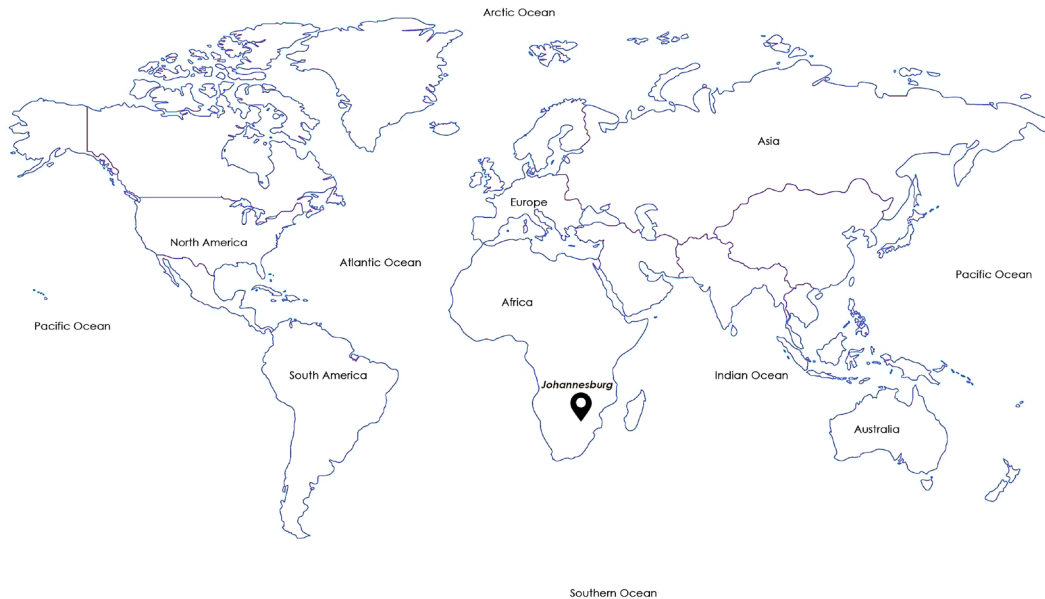 Arctic Ocean
Asia
Europe
North America
Atlantic Ocean
Pacific Ocean
Africa
Pacific Ocean
South America
Indian Ocean
Johannesburg
Australia
Southern Ocean